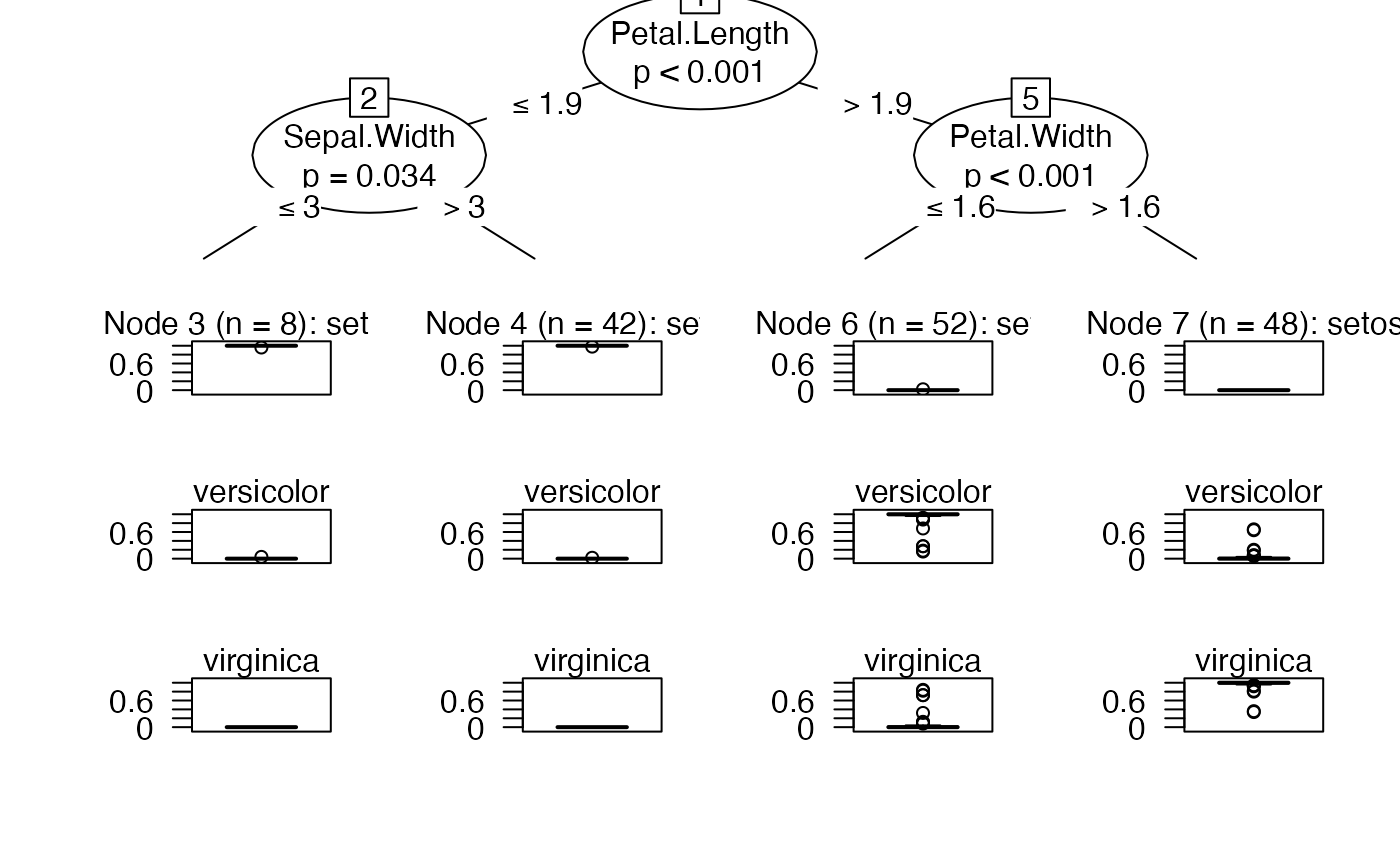 1
Petal.Length
p < 0.001
≤ 1.9 > 1.9
2
Sepal.Width
p = 0.034
≤ 3 > 3
5
Petal.Width
p < 0.001
≤ 1.6 > 1.6
Node 3 (n = 8): set
0.6
0
Node 4 (n = 42): se
0.6
0
Node 6 (n = 52): se
0.6
0
Node 7 (n = 48): setos
0.6
0
versicolor
0.6
0
versicolor
0.6
0
versicolor
0.6
0
versicolor
0.6
0
virginica
0.6
0
virginica
0.6
0
virginica
0.6
0
virginica
0.6
0